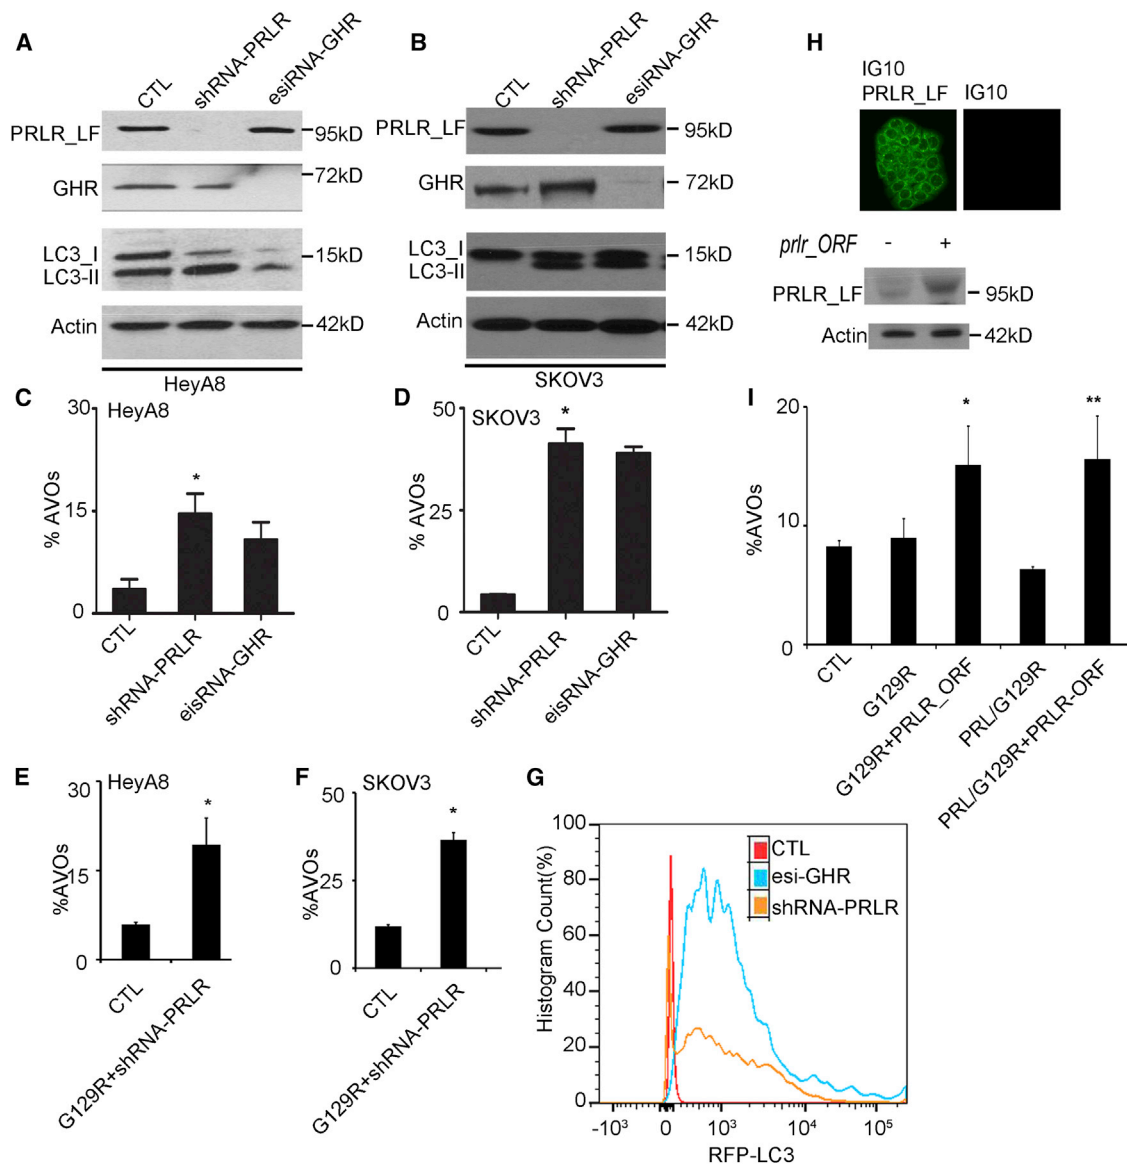 A
CTL
shRNA-PRLR
esiRNA-GHR
PRLR_LF
95kD
72kD
GHR
LC3_I
LC3-II
15kD
Actin
42kD
HeyA8
B
CTL
shRNA-PRLR
esiRNA-GHR
PRLR_LF
95kD
GHR
72kD
LC3_I
LC3-II
15kD
Actin
42kD
SKOV3
H
IG10
PRLR_LF
IG10
prlr_ORF
-
+
PRLR_LF
95kD
Actin
42kD
C
HeyA8
30
15
0
% AVOs
*
CTL
shRNA-PRLR
eisRNA-GHR
D
SKOV3
50
25
0
% AVOs
*
CTL
shRNA-PRLR
eisRNA-GHR
I
20
10
0
%AVOs
*
**
CTL
G129R
G129R+PRLR_ORF
PRL/G129R
PRL/G129R+PRLR-ORF
E
HeyA8
30
15
0
%AVOs
*
CTL
G129R+shRNA-PRLR
F
SKOV3
50
25
0
%AVOs
*
CTL
G129R+shRNA-PRLR
G
100
80
60
40
20
0
Histogram Count(%)
CTL
esi-GHR
shRNA-PRLR
-10³ 0 10³ 10⁴ 10⁵
RFP-LC3